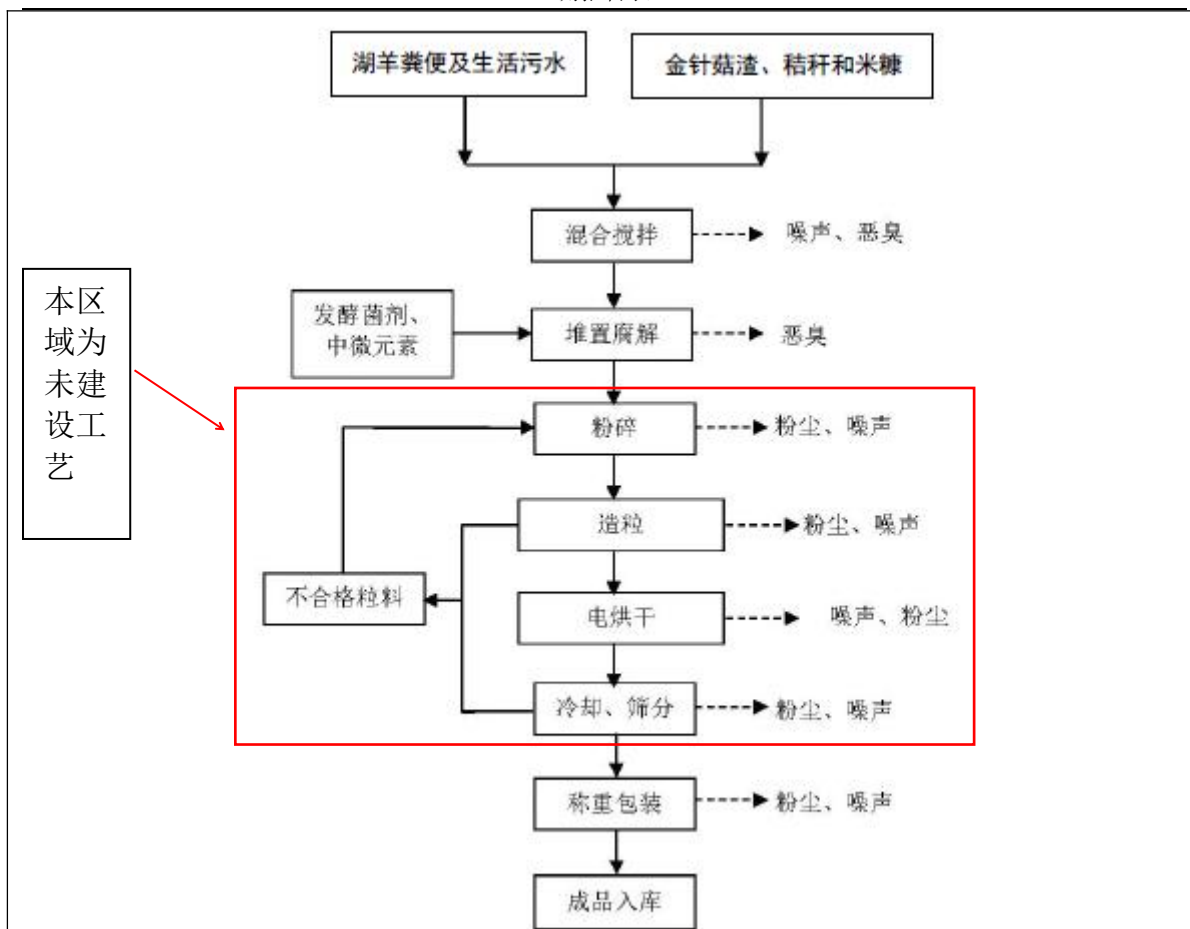 湖羊粪便及生活污水
金针菇渣、秸秆和米糠
混合搅拌
噪声、恶臭
本区
域为
未建
设工
艺
发酵菌剂、
中微元素
堆置腐解
恶臭
粉碎
粉尘、噪声
造粒
粉尘、噪声
不合格粒料
电烘干
噪声、粉尘
冷却、筛分
粉尘、噪声
称重包装
粉尘、噪声
成品入库